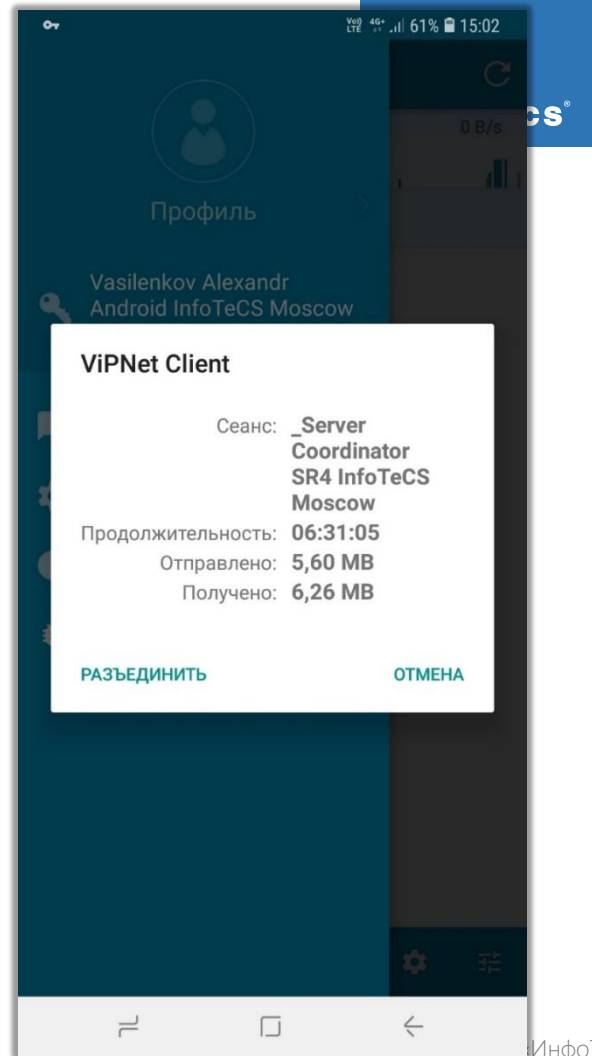 Vo)) LTE 4G+ 61% 15:02
cs®
0 B/s
Профиль
Vasilenkov Alexandr
Android InfoTeCS Moscow
ViPNet Client
Сеанс: _Server
Coordinator
SR4 InfoTeCS
Moscow
Продолжительность: 06:31:05
Отправлено: 5,60 MB
Получено: 6,26 MB
РАЗЪЕДИНИТЬ ОТМЕНА